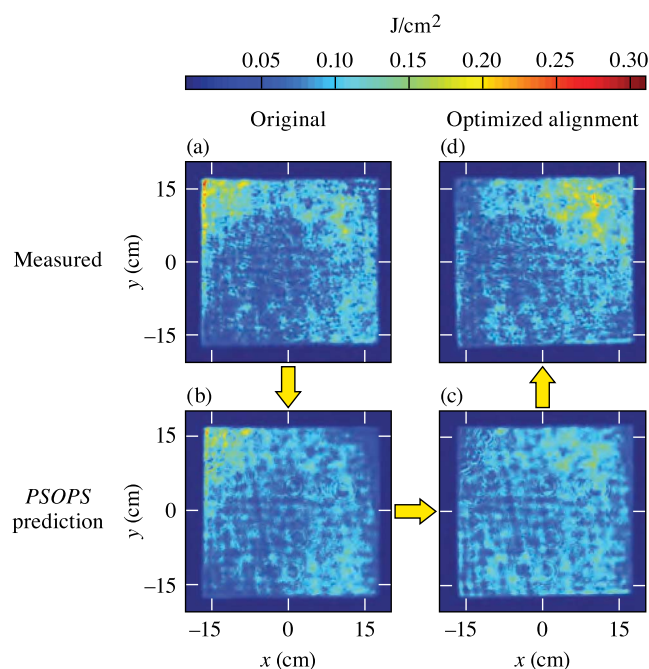 J/cm²
0.05 0.10 0.15 0.20 0.25 0.30
Original Optimized alignment
(a) (d)
Measured
y (cm)
15
0
−15
(b) (c)
PSOPS
prediction
y (cm)
15
0
−15
−15 0 15 −15 0 15
x (cm) x (cm)